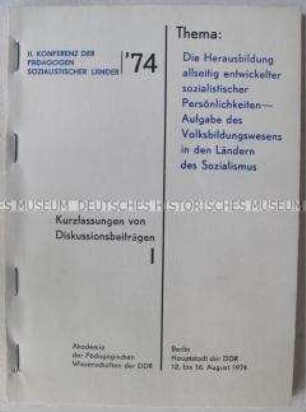 II. KONFERENZ DER
PÄDAGOGEN
SOZIALISTISCHER LÄNDER
'74
Thema:
Die Herausbildung
allseitig entwickelter
sozialistischer
Persönlichkeiten—
Aufgabe des
Volksbildungswesens
in den Ländern
des Sozialismus
MUSEUM DEUTSCHES HISTORISCHES MUSEUM
Kurzfassungen von
Diskussionsbeiträgen
I
Akademie
der Pädagogischen
Wissenschaften der DDR
Berlin
Hauptstadt der DDR
12. bis 16. August 1974